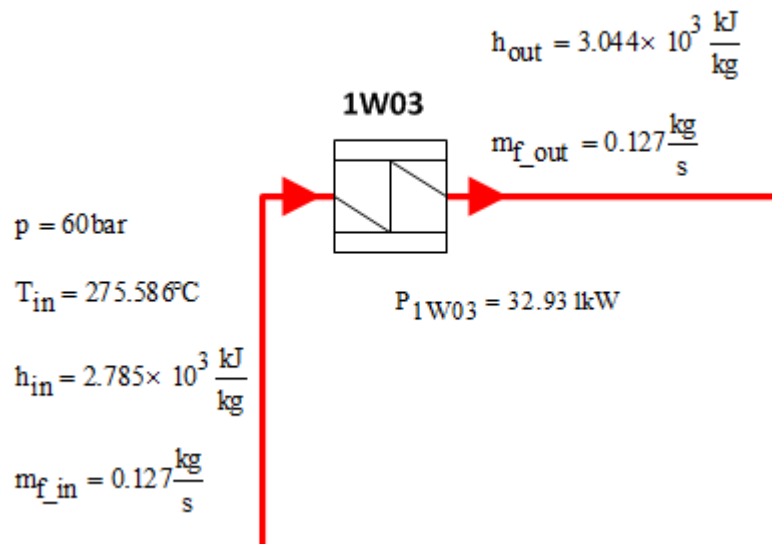 h_out = 3.044× 10^3 kJ/kg
1W03
m_f_out = 0.127 kg/s
p = 60bar
T_in = 275.586°C
P_1W03 = 32.931kW
h_in = 2.785× 10^3 kJ/kg
m_f_in = 0.127 kg/s